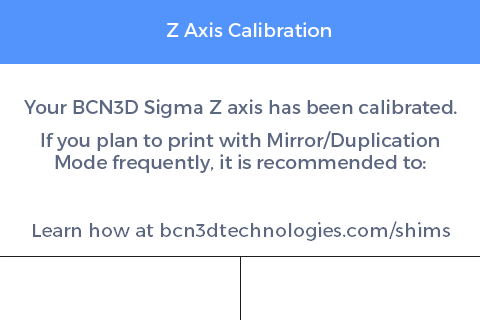 Z Axis Calibration
Your BCN3D Sigma Z axis has been calibrated.
If you plan to print with Mirror/Duplication
Mode frequently, it is recommended to:
Learn how at bcn3dtechnologies.com/shims